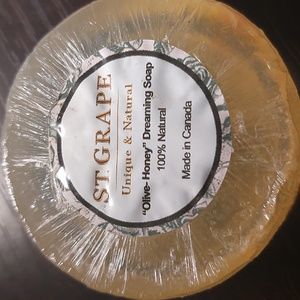 ST. GRAPE
Unique & Natural
"Olive-Honey" Dreaming Soap
100% Natural
Made in Canada